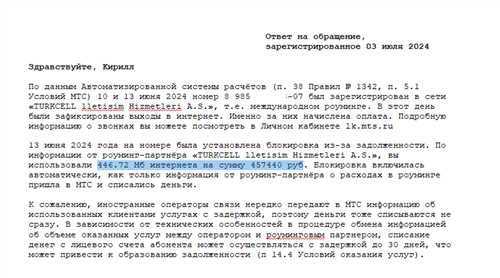 Ответ на обращение,
зарегистрированное 03 июля 2024
Здравствуйте, Кирилл
По данным Автоматизированной системы расчётов (п. 38 Правил № 1342, п. 5.1
Условий МТС) 10 и 13 июня 2024 номер 8 985 -07 был зарегистрирован в сети
«TURKCELL lletisim Hizmetleri A.S.», т.е. международном роуминге. В этот день
были зафиксированы выходы в интернет. Именно за них начислена оплата. Подробную
информацию о звонках вы можете посмотреть в Личном кабинете lk.mts.ru
13 июня 2024 года на номере была установлена блокировка из-за задолженности. По
информации от роуминг-партнёра «TURKCELL lletisim Hizmetleri A.S.», вы
использовали 446.72 Мб интернета на сумму 457440 руб. Блокировка включилась
автоматически, как только информация от роуминг-партнёра о расходах в роуминге
пришла в МТС и списались деньги.
К сожалению, иностранные операторы связи нередко передают в МТС информацию об
использованных клиентами услугах с задержкой, поэтому деньги тоже списываются не
сразу. В зависимости от технических особенностей в процедуре обмена информацией
об объеме оказанных услуг между оператором и роуминговым партнером, списание
денег с лицевого счета абонента может осуществляться с задержкой до 30 дней, что
может привести к образованию задолженности (п 14.4 Условий оказания услуг).